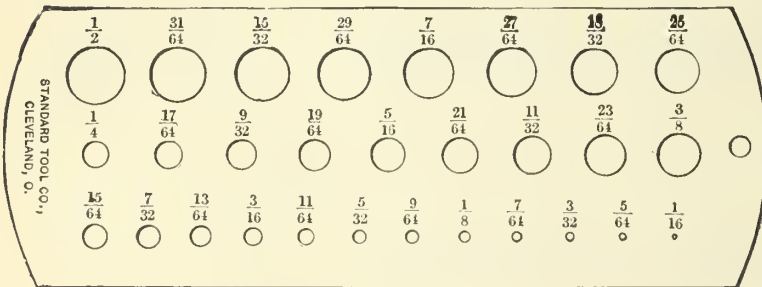 1/2 31/64 15/32 29/64 7/16 27/64 13/32 25/64
STANDARD TOOL CO.,
CLEVELAND, O.
1/4 17/64 9/32 19/64 5/16 21/64 11/32 23/64 3/8
15/64 7/32 13/64 3/16 11/64 5/32 9/64 1/8 7/64 3/32 5/64 1/16